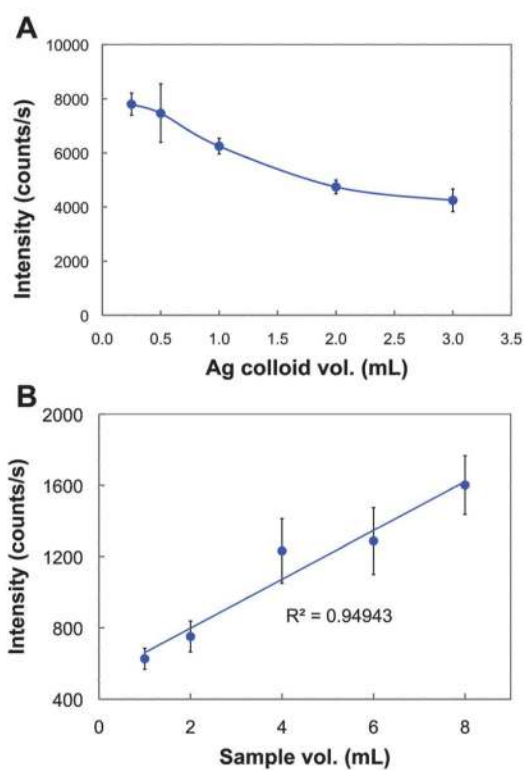 A
Intensity (counts/s)
10000
8000
6000
4000
2000
0
0.0 0.5 1.0 1.5 2.0 2.5 3.0 3.5
Ag colloid vol. (mL)
B
Intensity (counts/s)
2000
1600
1200
800
400
R² = 0.94943
0 2 4 6 8
Sample vol. (mL)